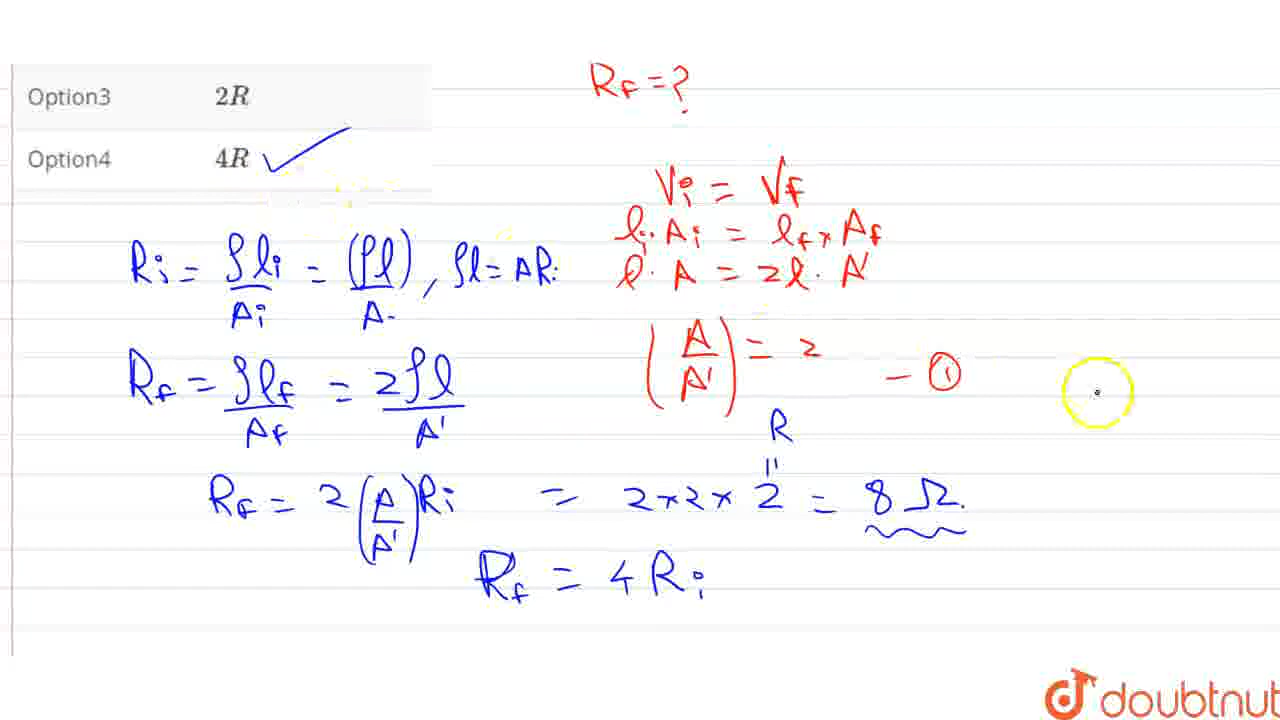 Option3 2R
Option4 4R
R_f = ?
V_i = V_f
l_i · A_i = l_f × A_f
l · A = 2l · A'
(A/A') = 2 – ①
R_i = ρl_i/A_i = (ρl)/A , ρl = AR_i
R_f = ρl_f/A_f = 2ρl/A'
R
"
R_f = 2 (A/A') R_i = 2×2×2 = 8 Ω.
R_f = 4 R_i
doubtnut